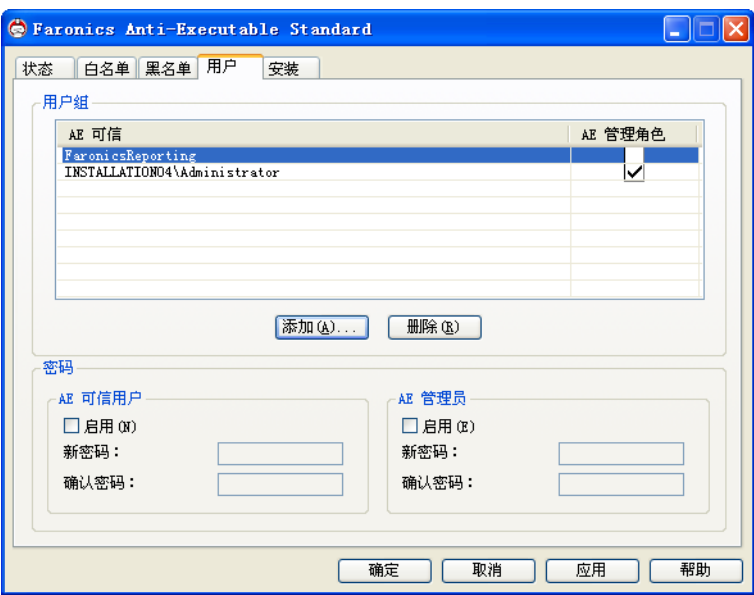 Faronics Anti-Executable Standard
状态 白名单 黑名单 用户 安装
用户组
AE 可信 AE 管理角色
FaronicsReporting
INSTALLATION04\Administrator
添加(A)... 删除(R)
密码
AE 可信用户 AE 管理员
启用(N) 启用(E)
新密码： 新密码：
确认密码： 确认密码：
确定 取消 应用 帮助